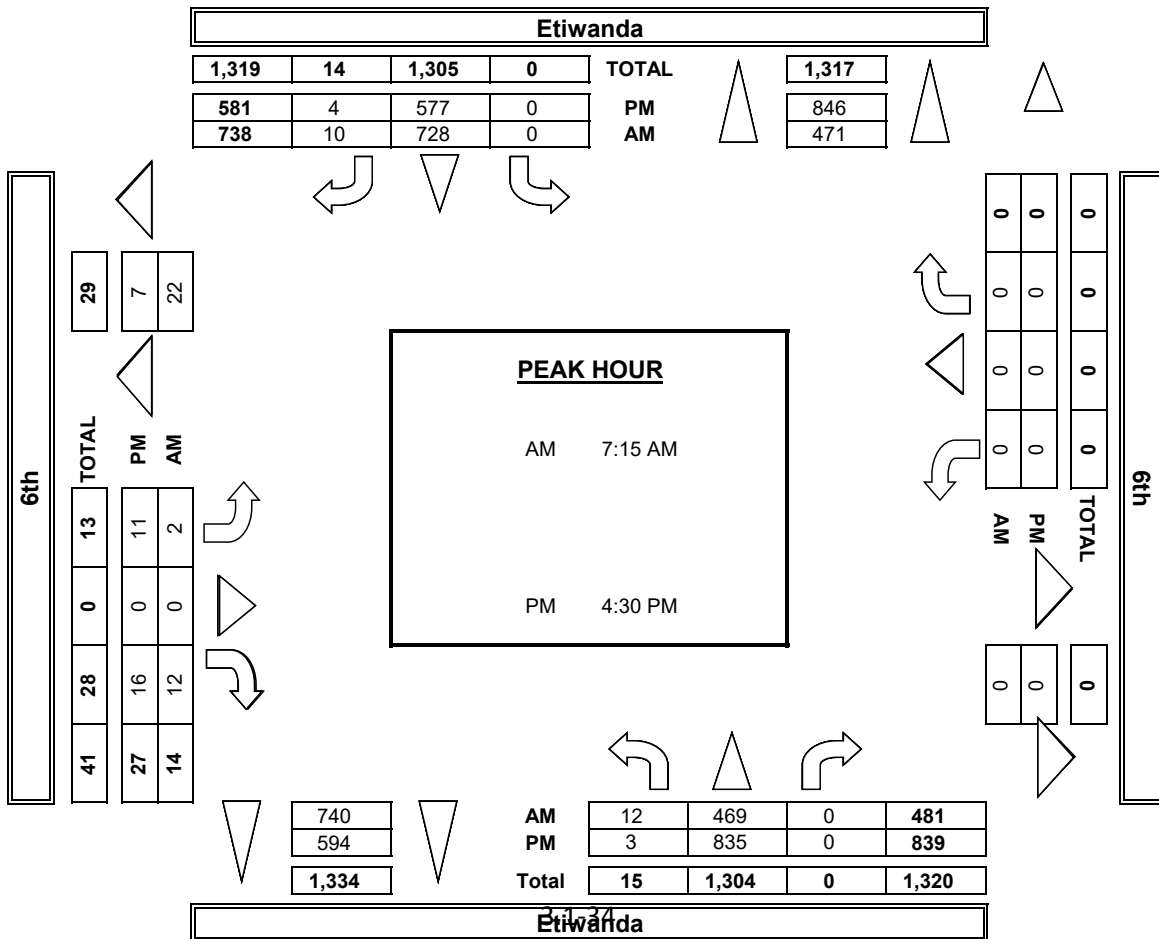 Etiwanda
1,319 14 1,305 0 TOTAL 1,317
581 4 577 0 PM 846
738 10 728 0 AM 471
6th
29
7
22
TOTAL
PM
AM
13 0 28 41
11 0 16 27
2 0 12 14
PEAK HOUR
AM 7:15 AM
PM 4:30 PM
0 0 0 0
0 0 0 0
0 0 0 0
AM
PM
TOTAL
0
0
0
6th
740 AM 12 469 0 481
594 PM 3 835 0 839
1,334 Total 15 1,304 0 1,320
3.1-34
Etiwanda